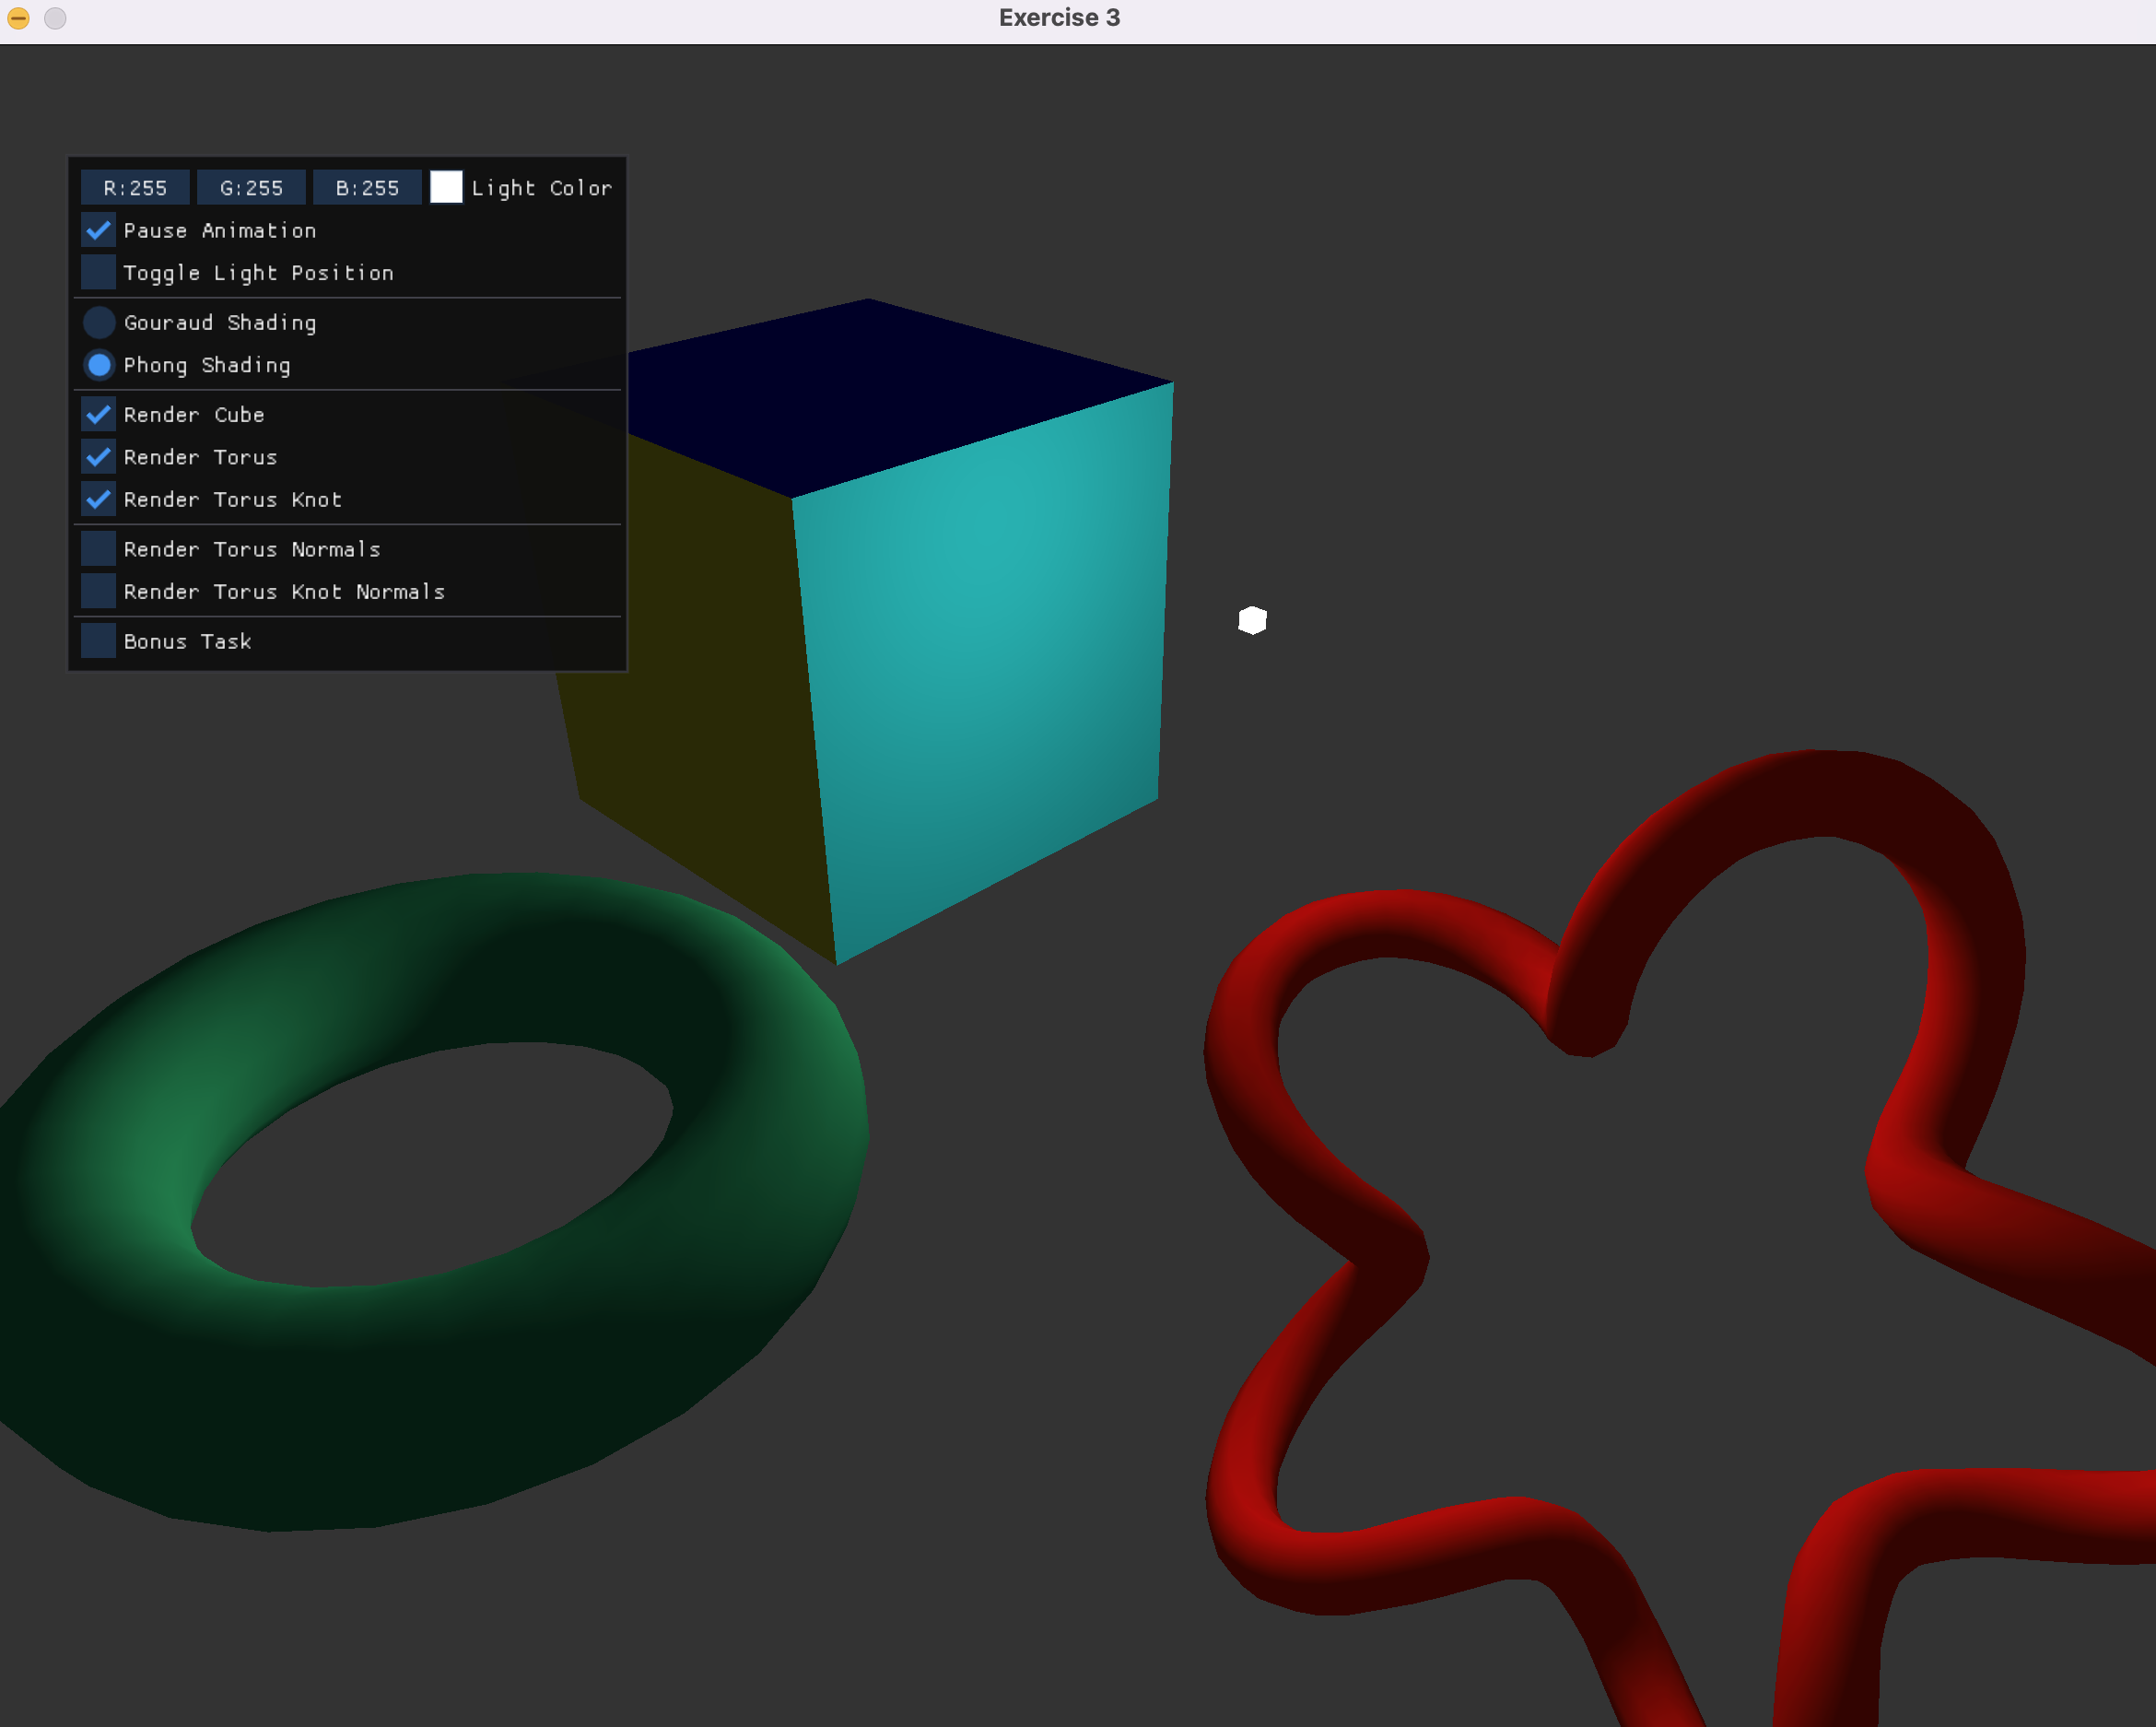 Exercise 3
R:255 G:255 B:255 Light Color
Pause Animation
Toggle Light Position
Gouraud Shading
Phong Shading
Render Cube
Render Torus
Render Torus Knot
Render Torus Normals
Render Torus Knot Normals
Bonus Task